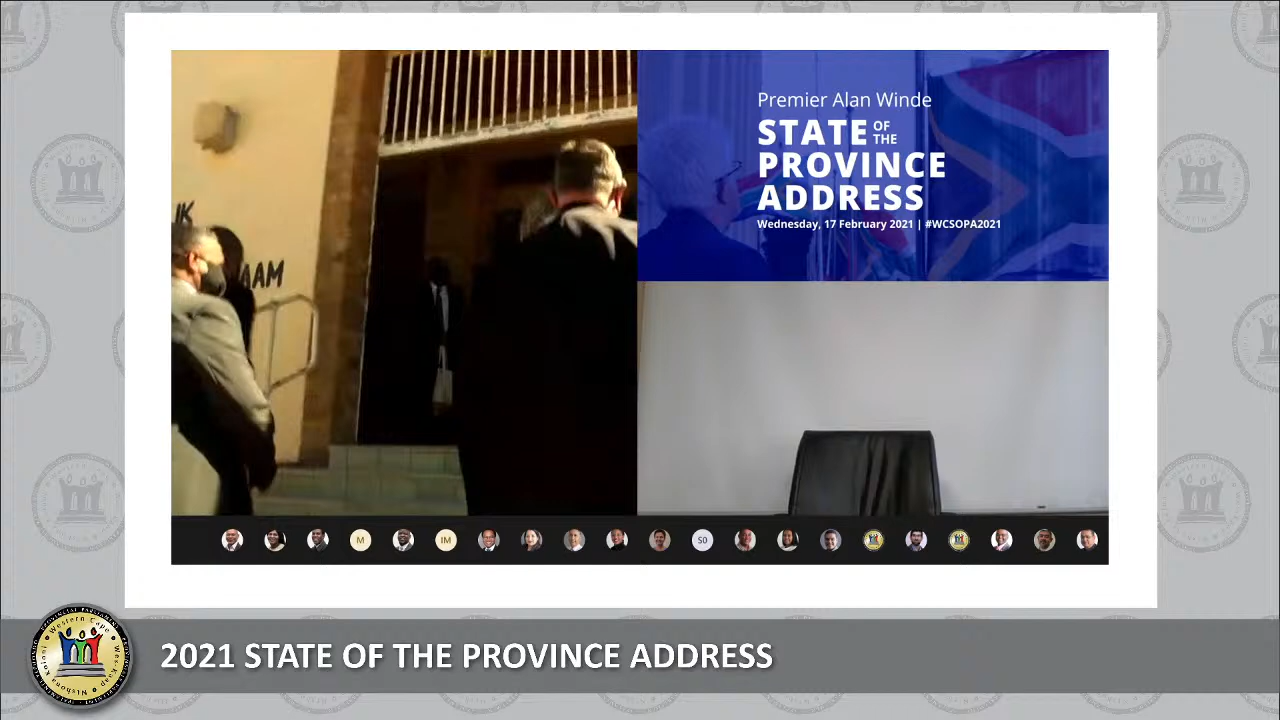 Premier Alan Winde
STATE OF THE
PROVINCE
ADDRESS
Wednesday, 17 February 2021 | #WCSOPA2021
IK
AAM
M
IM
SO
Western Cape
2021 STATE OF THE PROVINCE ADDRESS